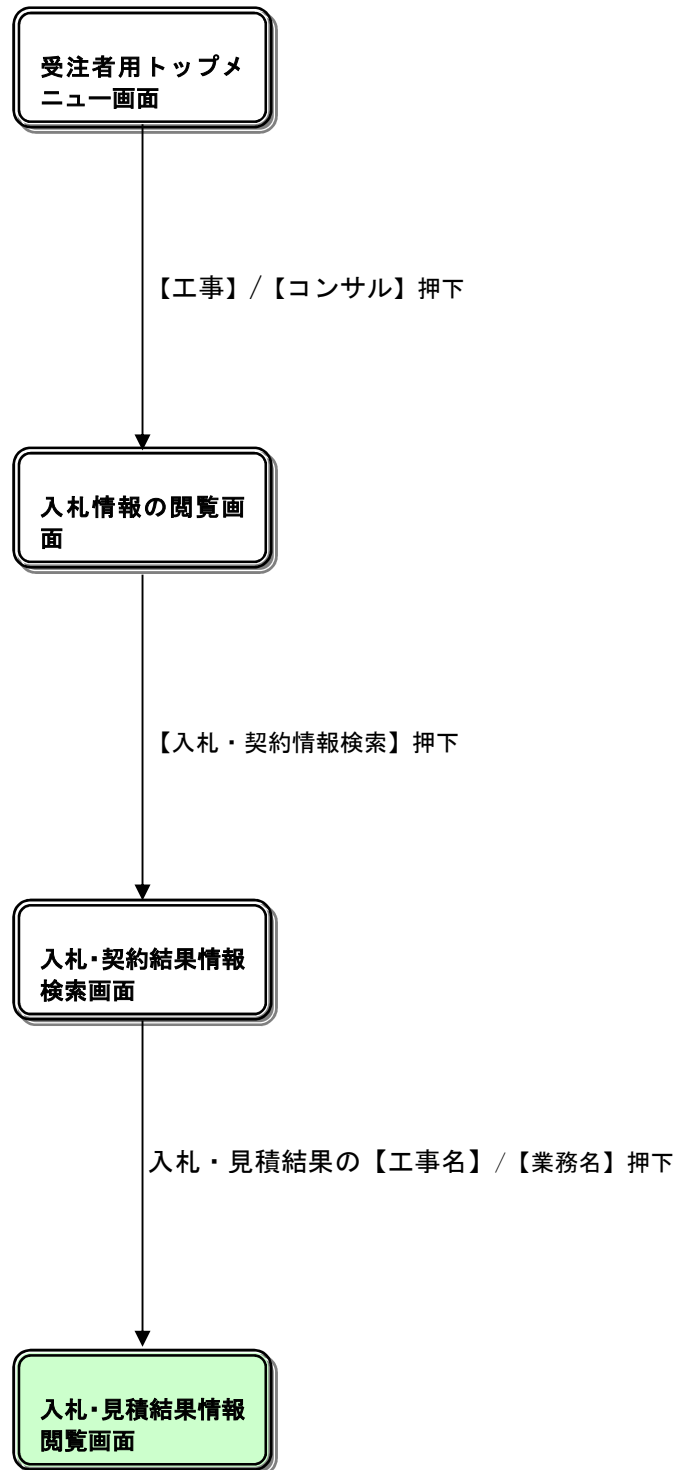 受注者用トップメ
ニュー画面
【工事】/【コンサル】押下
入札情報の閲覧画
面
【入札・契約情報検索】押下
入札・契約結果情報
検索画面
入札・見積結果の【工事名】/【業務名】押下
入札・見積結果情報
閲覧画面